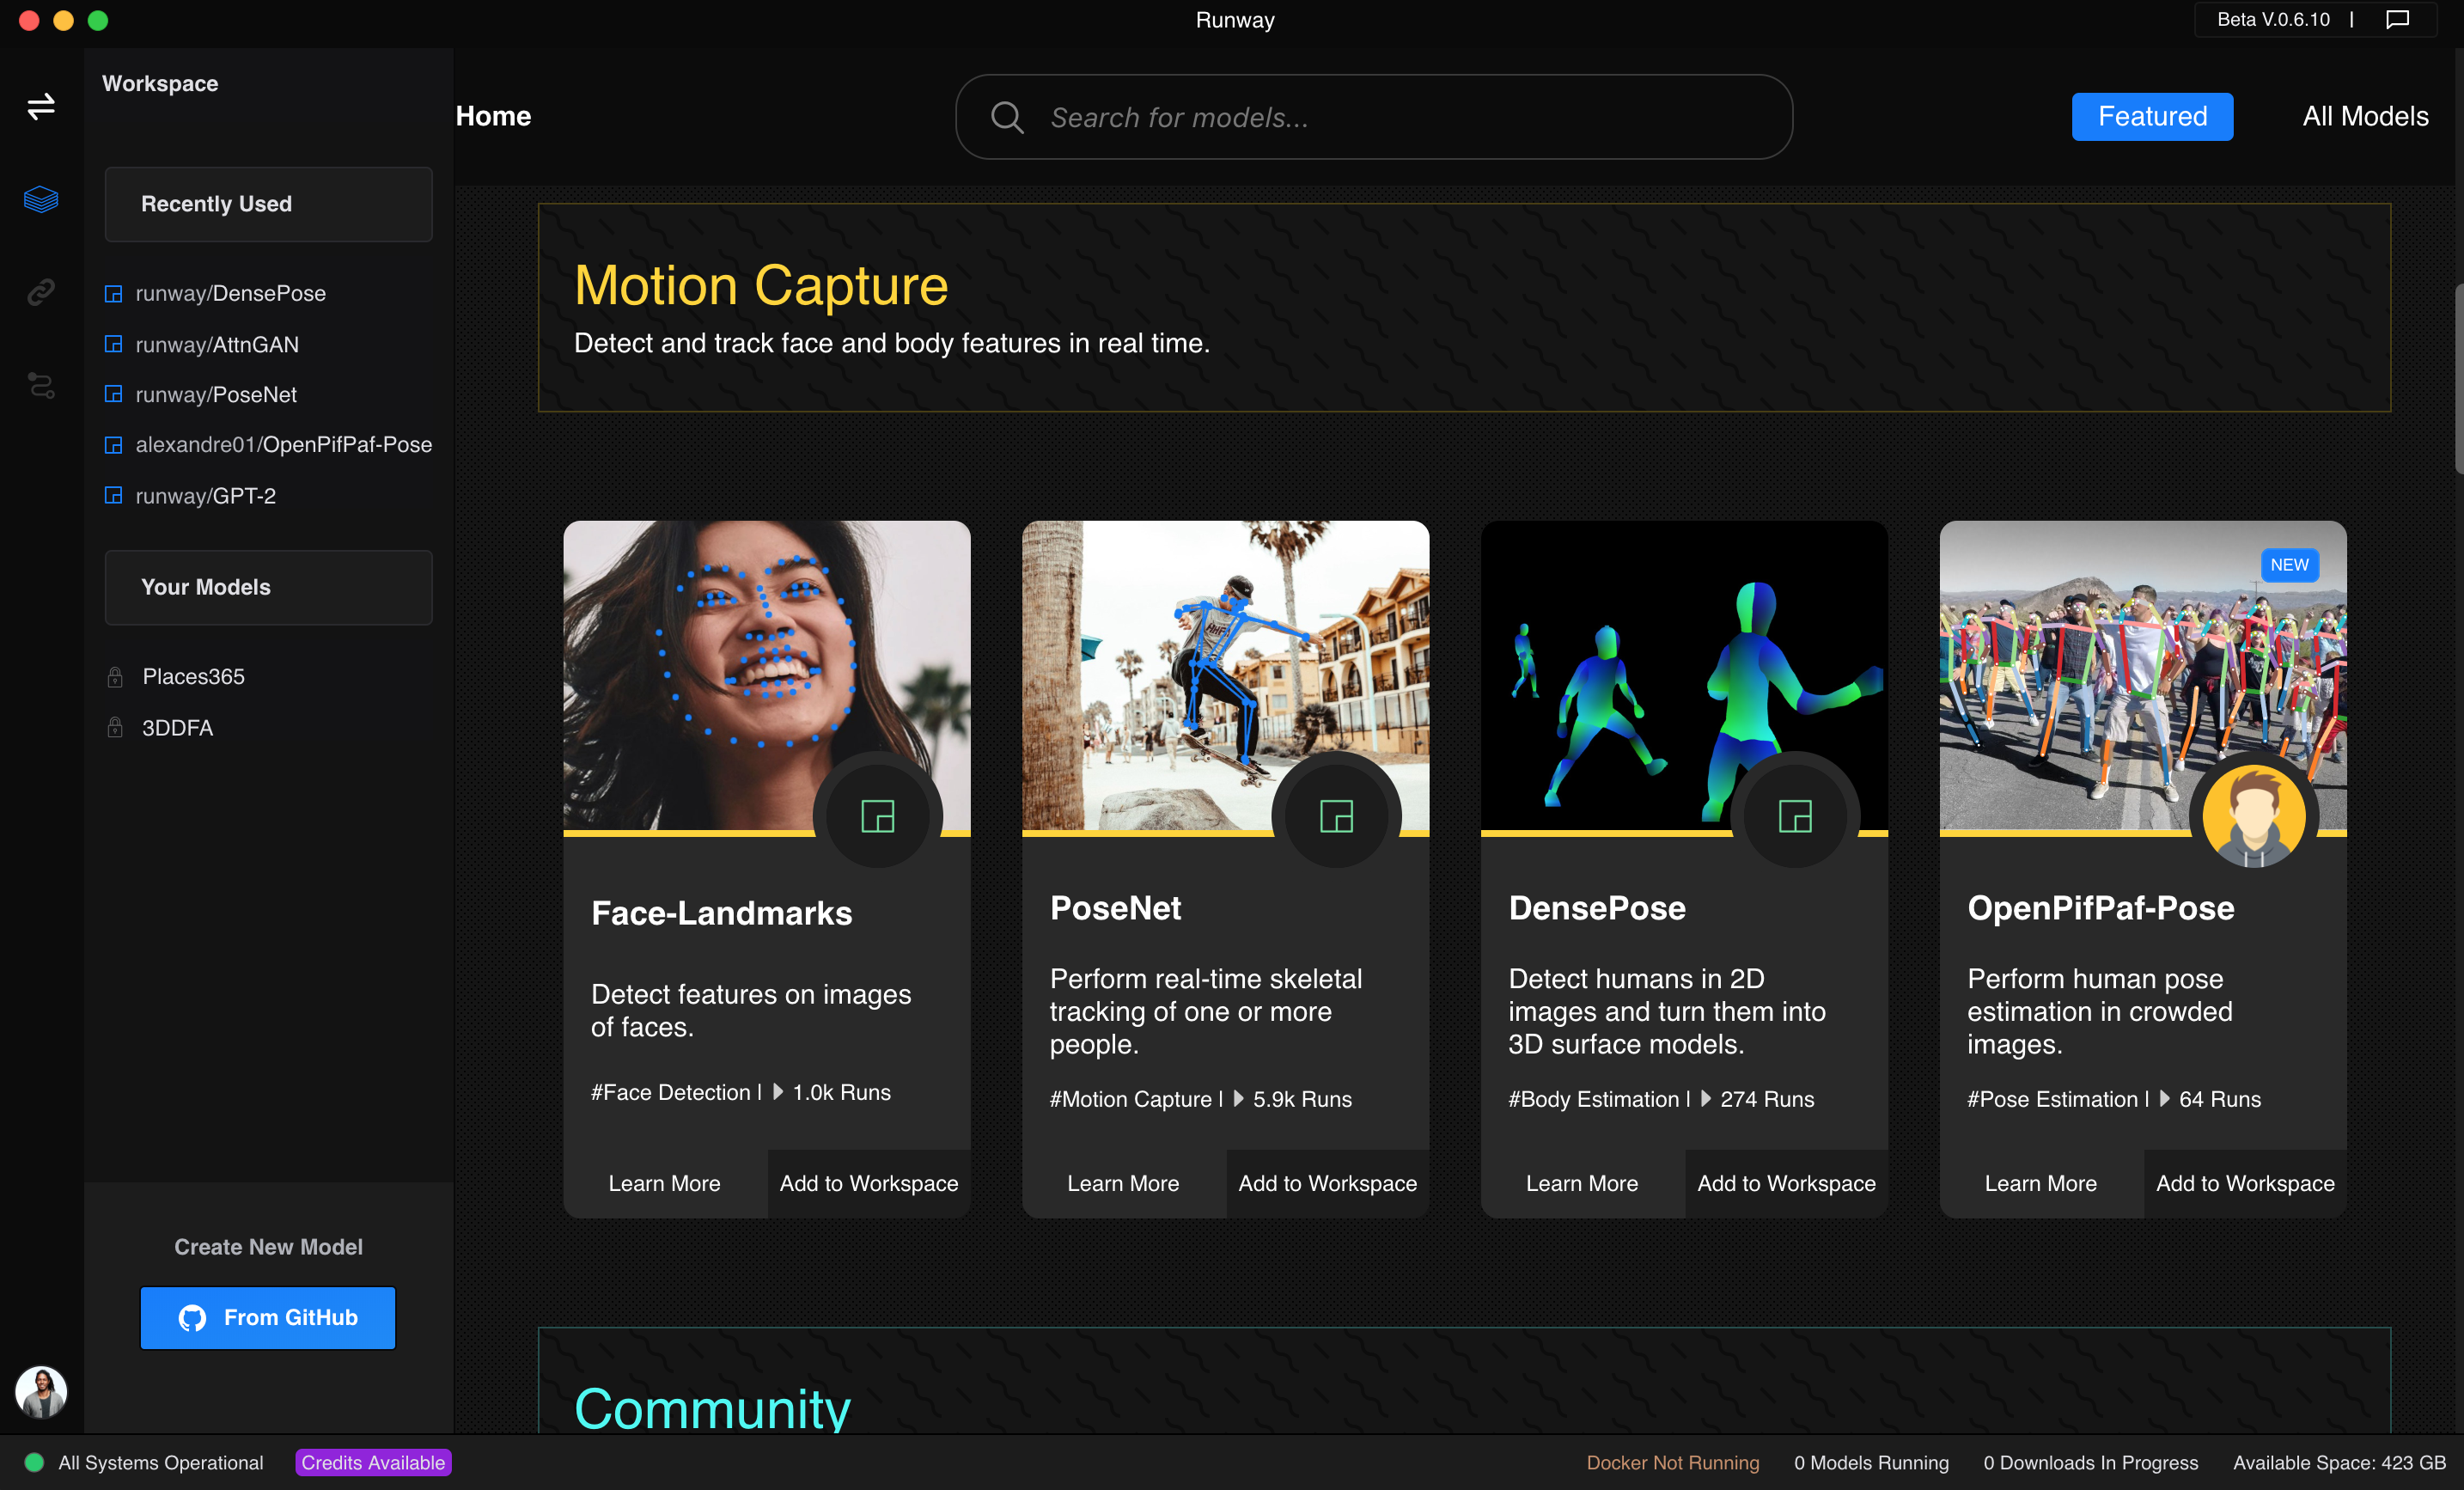 Runway
Beta V.0.6.10 |
Workspace
Home
Search for models...
Featured
All Models
Recently Used
runway/DensePose
runway/AttnGAN
runway/PoseNet
alexandre01/OpenPifPaf-Pose
runway/GPT-2
Your Models
Places365
3DDFA
Create New Model
From GitHub
Motion Capture
Detect and track face and body features in real time.
Face-Landmarks
Detect features on images
of faces.
#Face Detection | 1.0k Runs
Learn More
Add to Workspace
PoseNet
Perform real-time skeletal
tracking of one or more
people.
#Motion Capture | 5.9k Runs
Learn More
Add to Workspace
DensePose
Detect humans in 2D
images and turn them into
3D surface models.
#Body Estimation | 274 Runs
Learn More
Add to Workspace
NEW
OpenPifPaf-Pose
Perform human pose
estimation in crowded
images.
#Pose Estimation | 64 Runs
Learn More
Add to Workspace
Community
All Systems Operational
Credits Available
Docker Not Running
0 Models Running
0 Downloads In Progress
Available Space: 423 GB